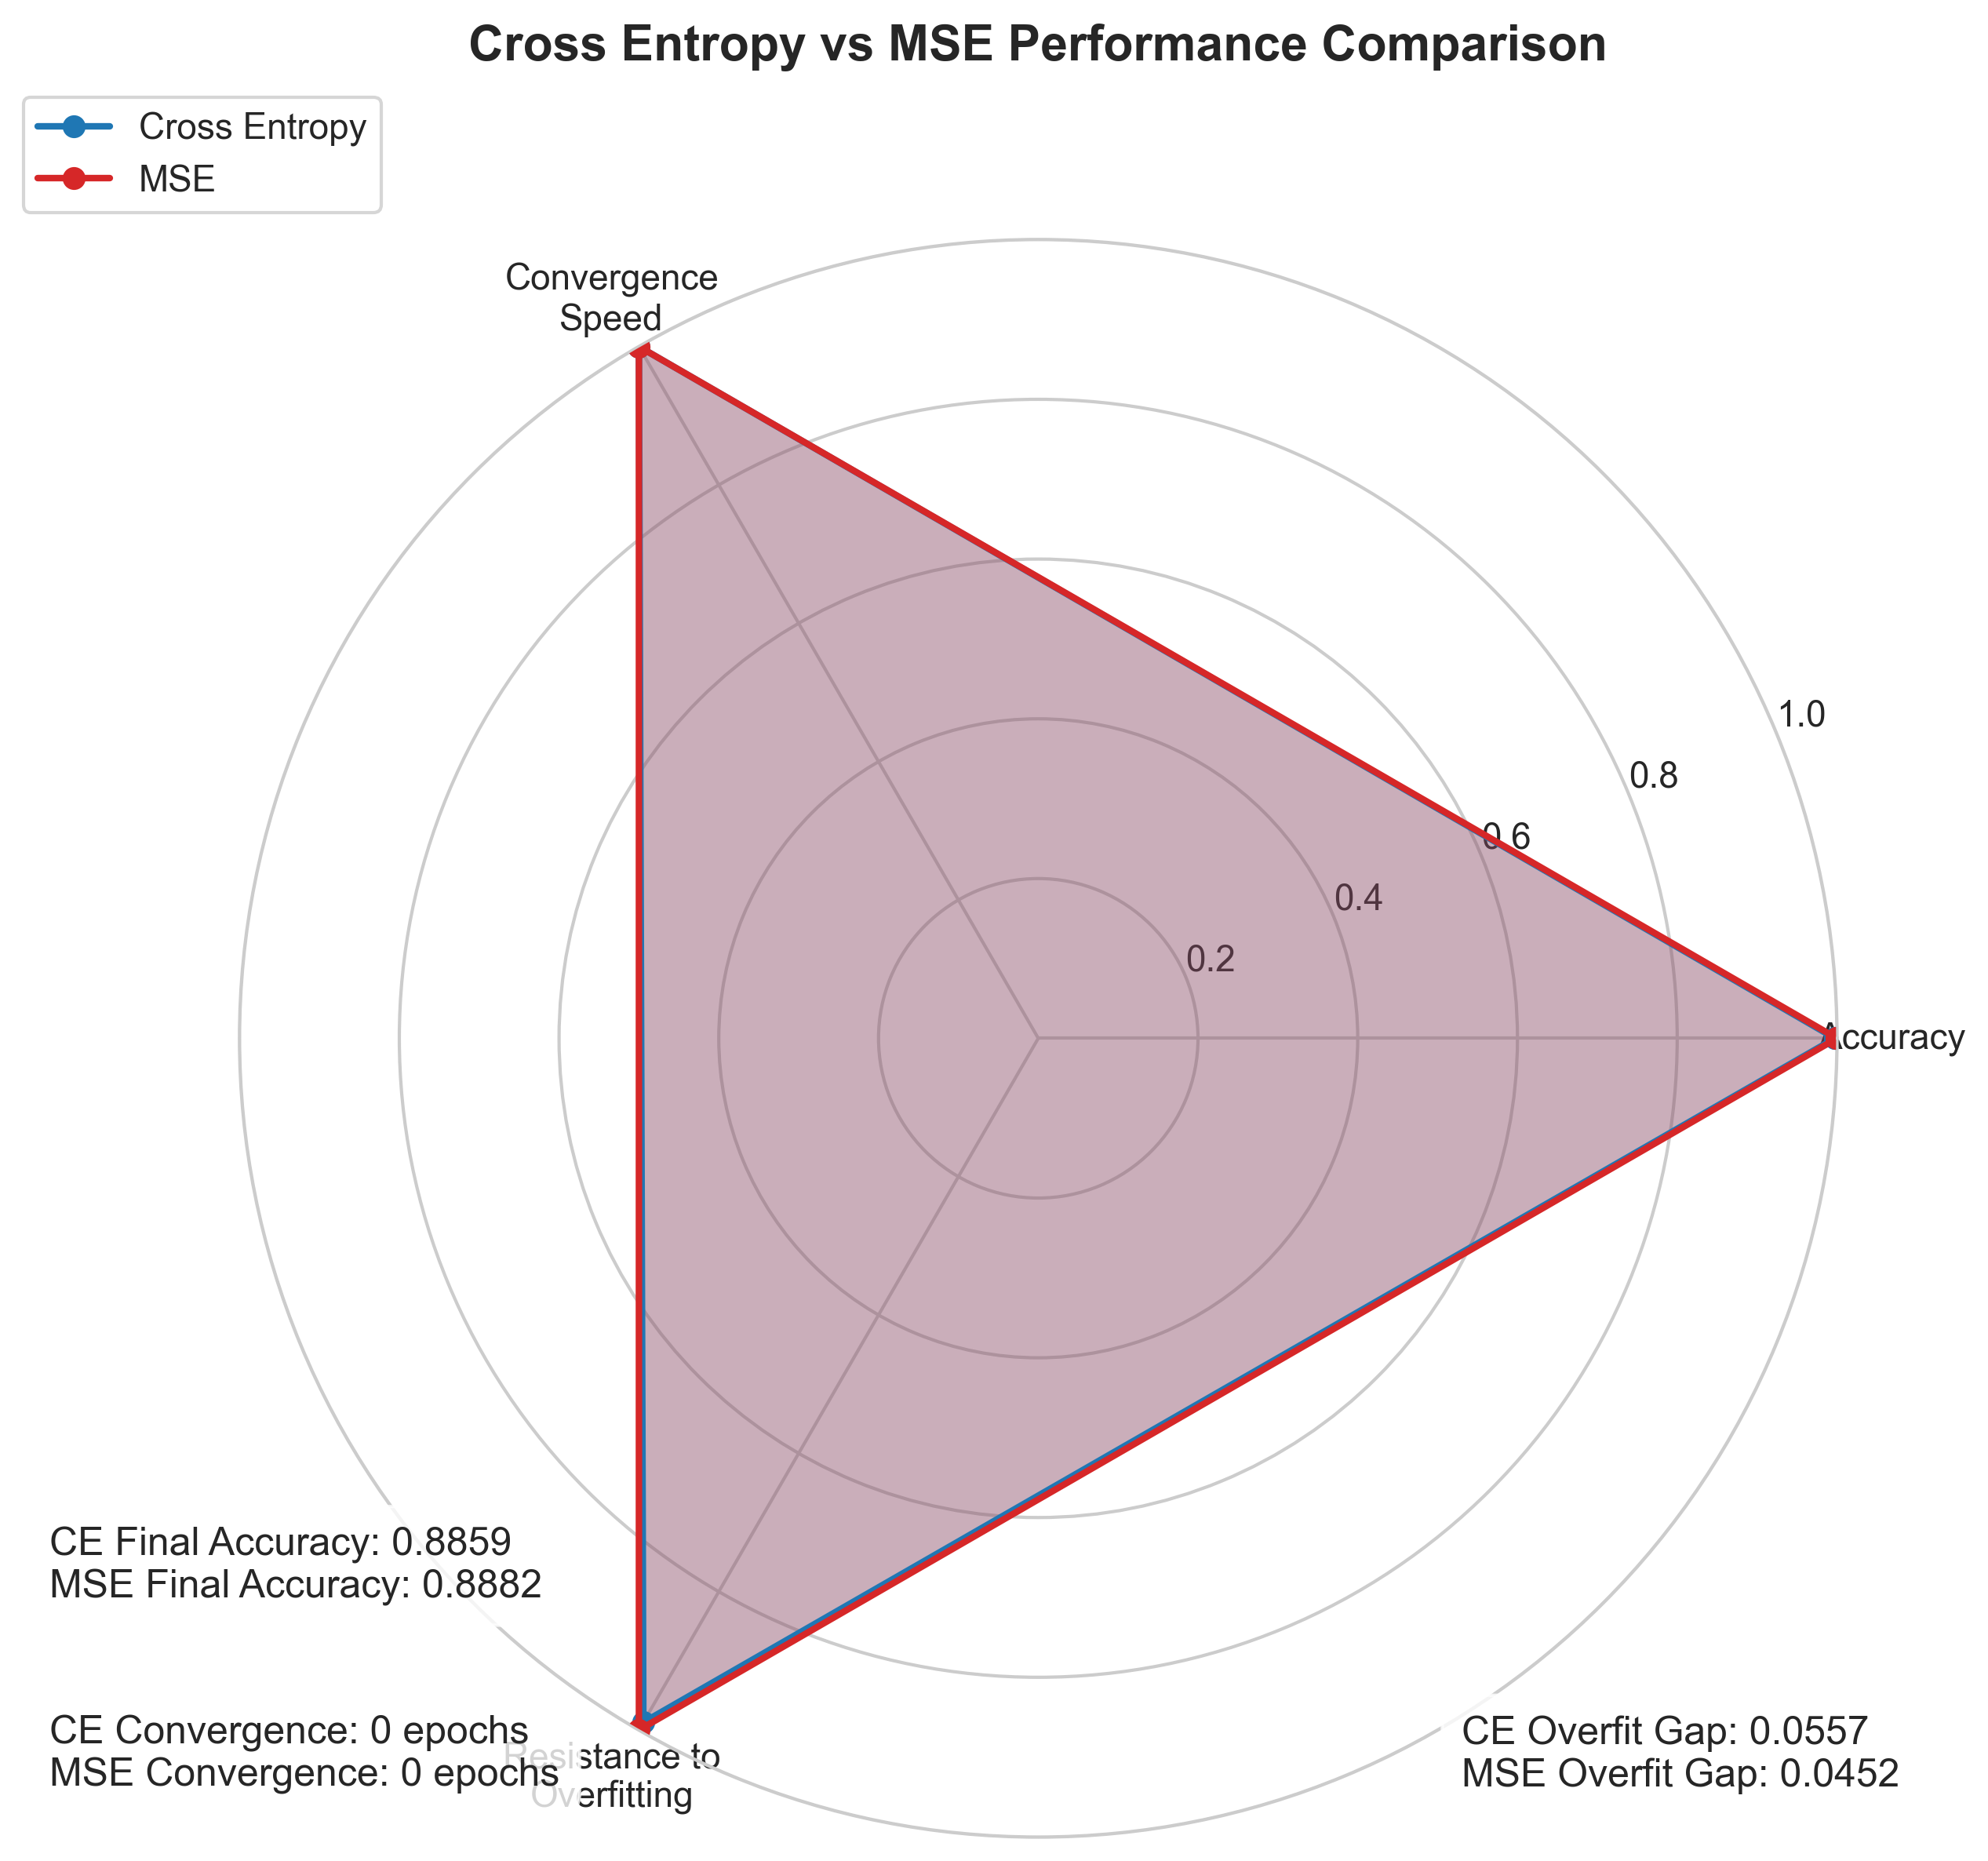 Cross Entropy vs MSE Performance Comparison
Cross Entropy
MSE
Convergence
Speed
1.0
0.8
0.6
0.4
0.2
Accuracy
CE Final Accuracy: 0.8859
MSE Final Accuracy: 0.8882
CE Convergence: 0 epochs
MSE Convergence: 0 epochs
Resistance to
Overfitting
CE Overfit Gap: 0.0557
MSE Overfit Gap: 0.0452